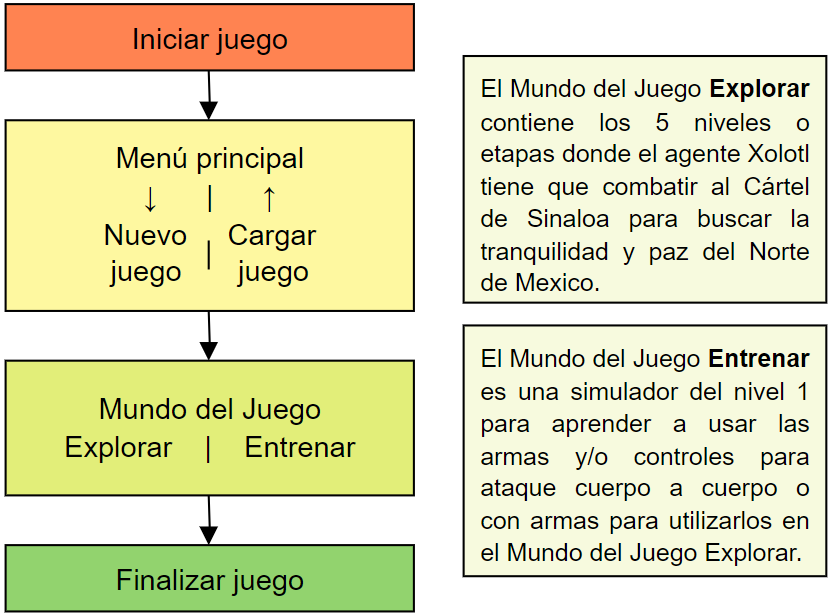 Iniciar juego
Menú principal
↓ | ↑
Nuevo | Cargar
juego juego
Mundo del Juego
Explorar | Entrenar
Finalizar juego
El Mundo del Juego Explorar
contiene los 5 niveles o
etapas donde el agente Xolotl
tiene que combatir al Cártel
de Sinaloa para buscar la
tranquilidad y paz del Norte
de Mexico.
El Mundo del Juego Entrenar
es una simulador del nivel 1
para aprender a usar las
armas y/o controles para
ataque cuerpo a cuerpo o
con armas para utilizarlos en
el Mundo del Juego Explorar.